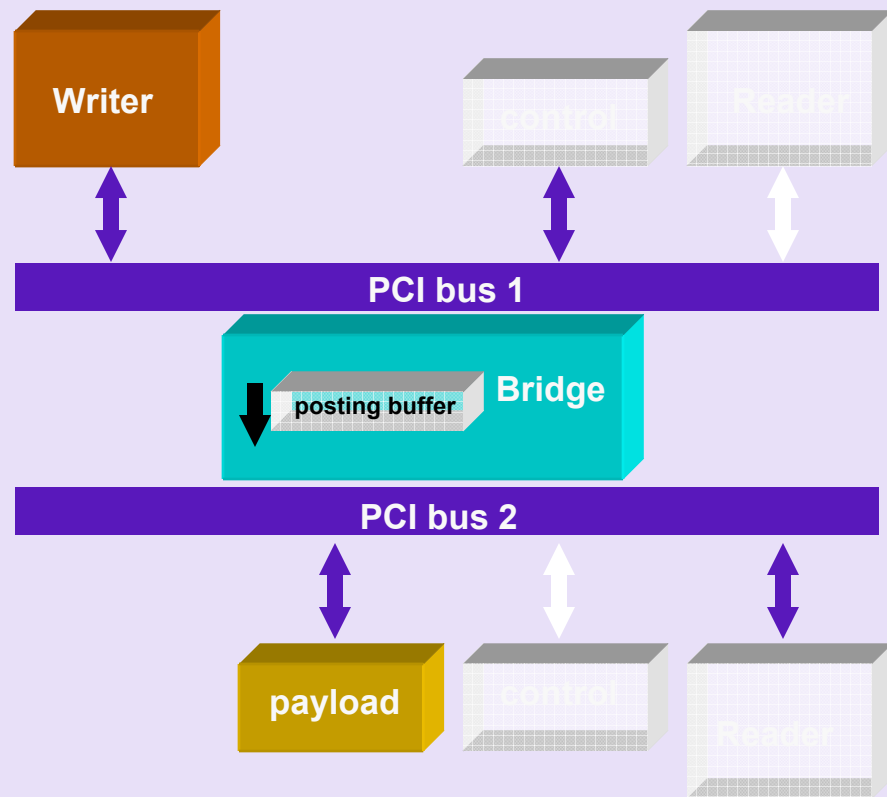 Writer
control
Reader
PCI bus 1
Bridge
posting buffer
PCI bus 2
payload
control
Reader